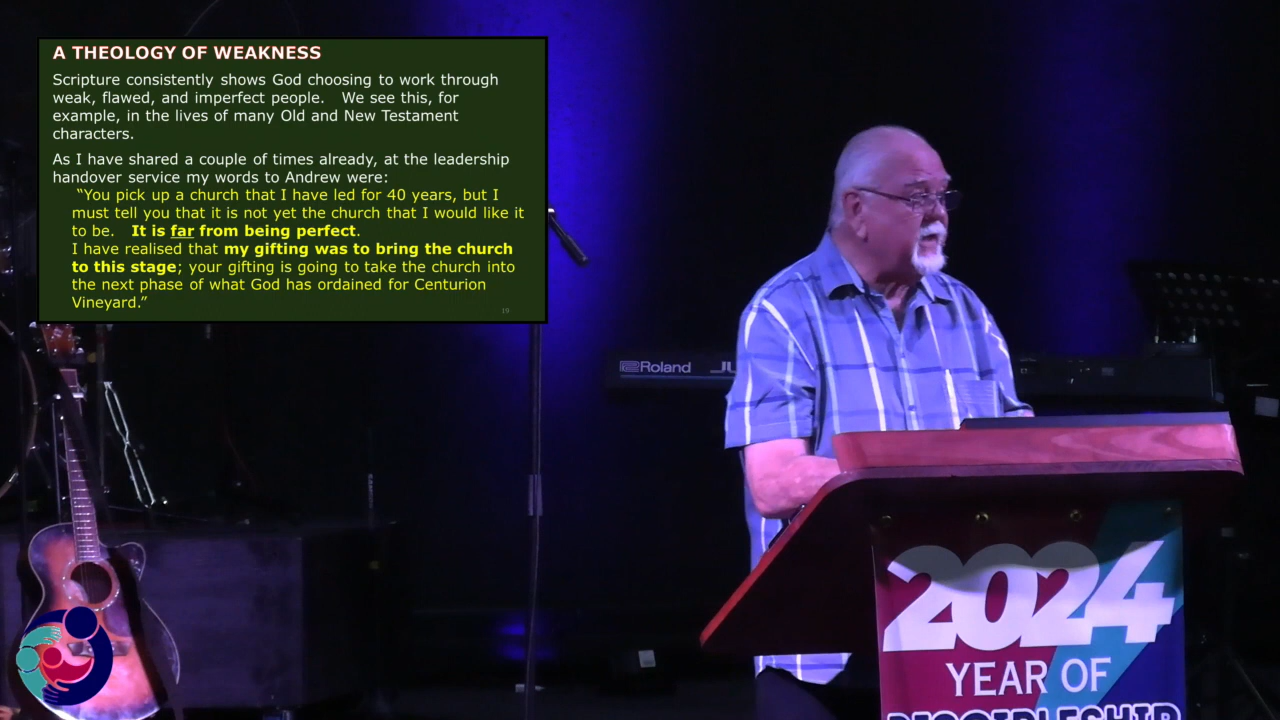 A THEOLOGY OF WEAKNESS
Scripture consistently shows God choosing to work through
weak, flawed, and imperfect people. We see this, for
example, in the lives of many Old and New Testament
characters.
As I have shared a couple of times already, at the leadership
handover service my words to Andrew were:
“You pick up a church that I have led for 40 years, but I
must tell you that it is not yet the church that I would like it
to be. It is far from being perfect.
I have realised that my gifting was to bring the church
to this stage; your gifting is going to take the church into
the next phase of what God has ordained for Centurion
Vineyard.”
19
Roland
JU
2024
YEAR OF
DISCIPLESHIP